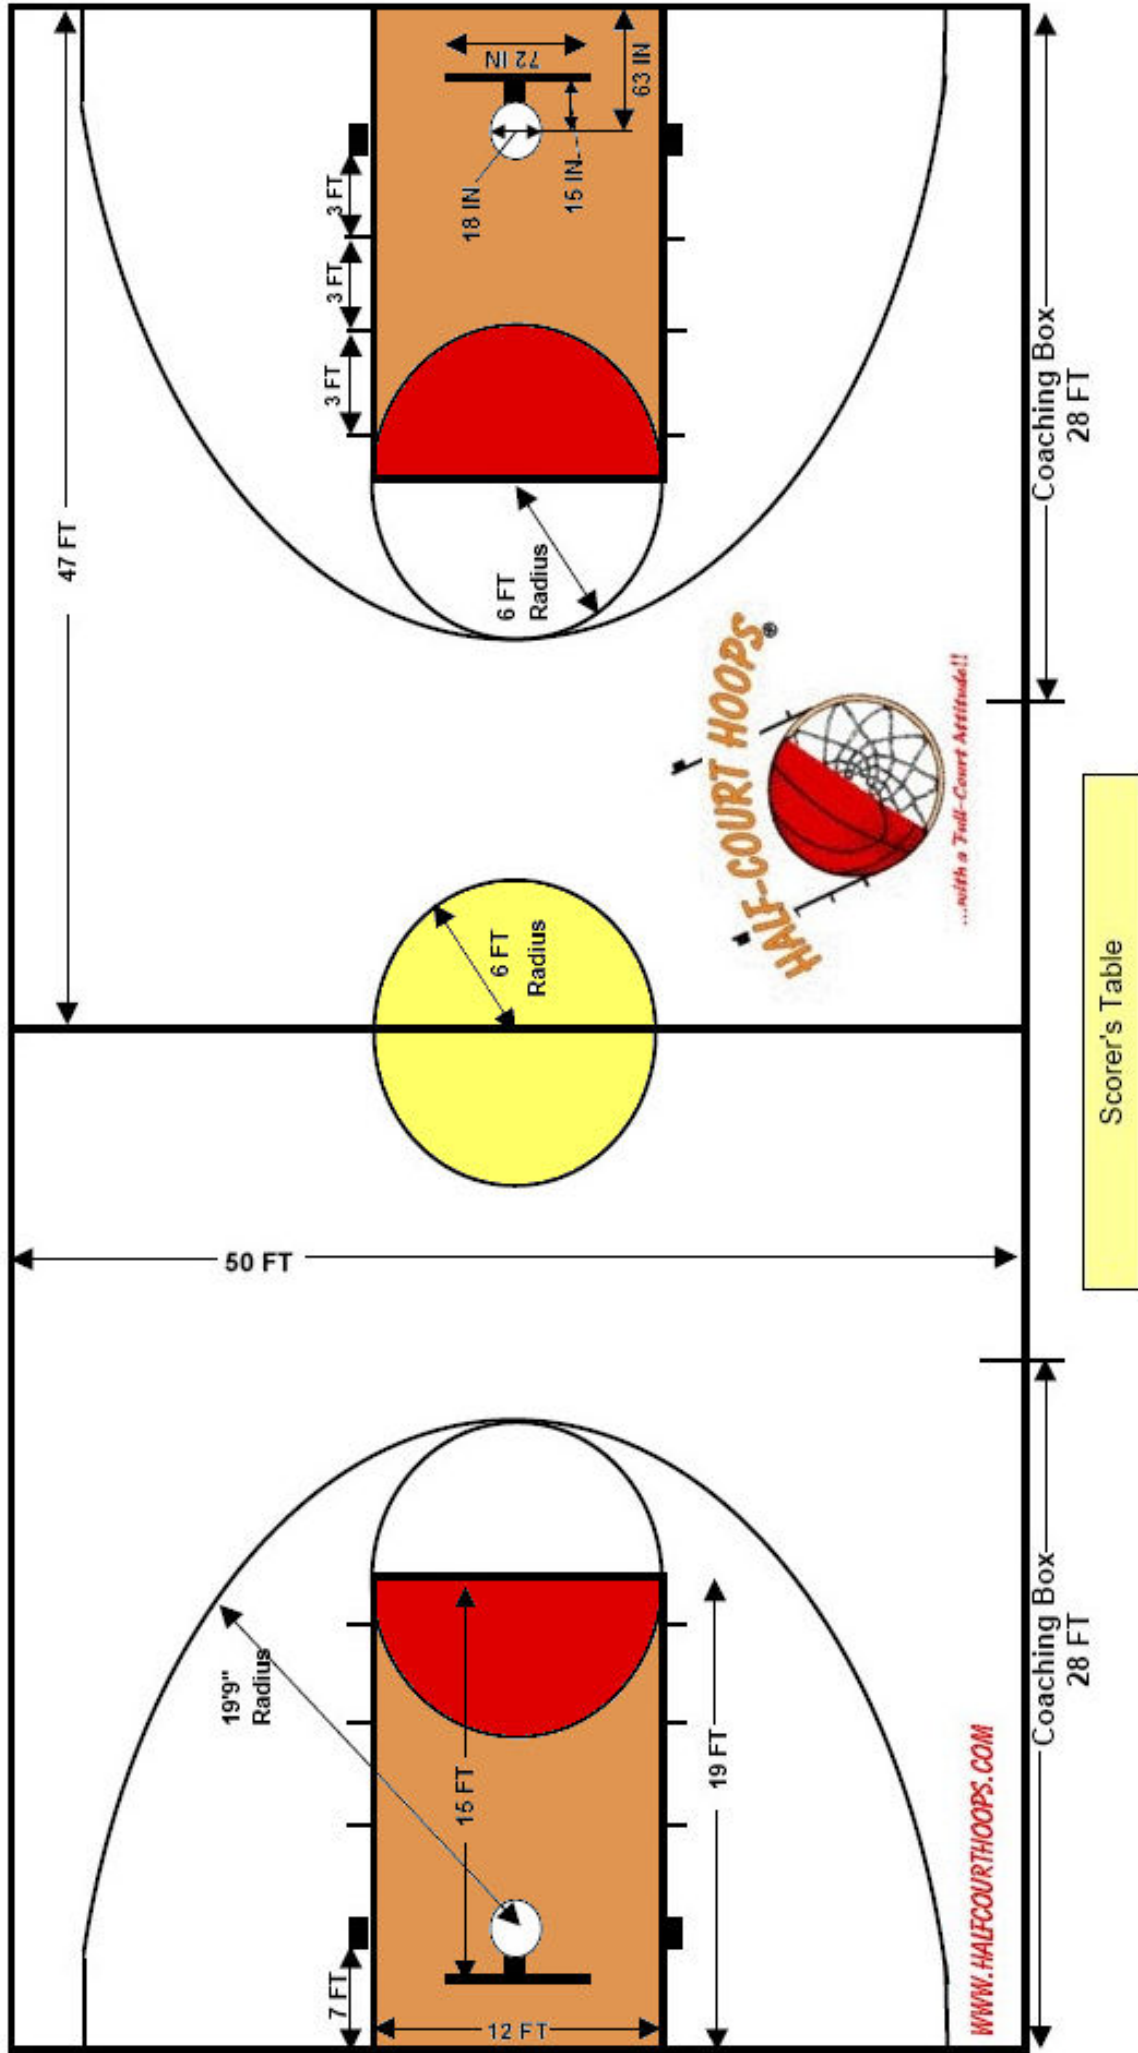 47 FT
3 FT
3 FT
3 FT
72 IN
63 IN
18 IN
15 IN
6 FT
Radius
Coaching Box
28 FT
HALF-COURT HOOPS®
...with a Full-Court Attitude!!
6 FT
Radius
Scorer's Table
50 FT
19'9"
Radius
15 FT
19 FT
7 FT
12 FT
Coaching Box
28 FT
WWW.HALFCOURTHOOPS.COM